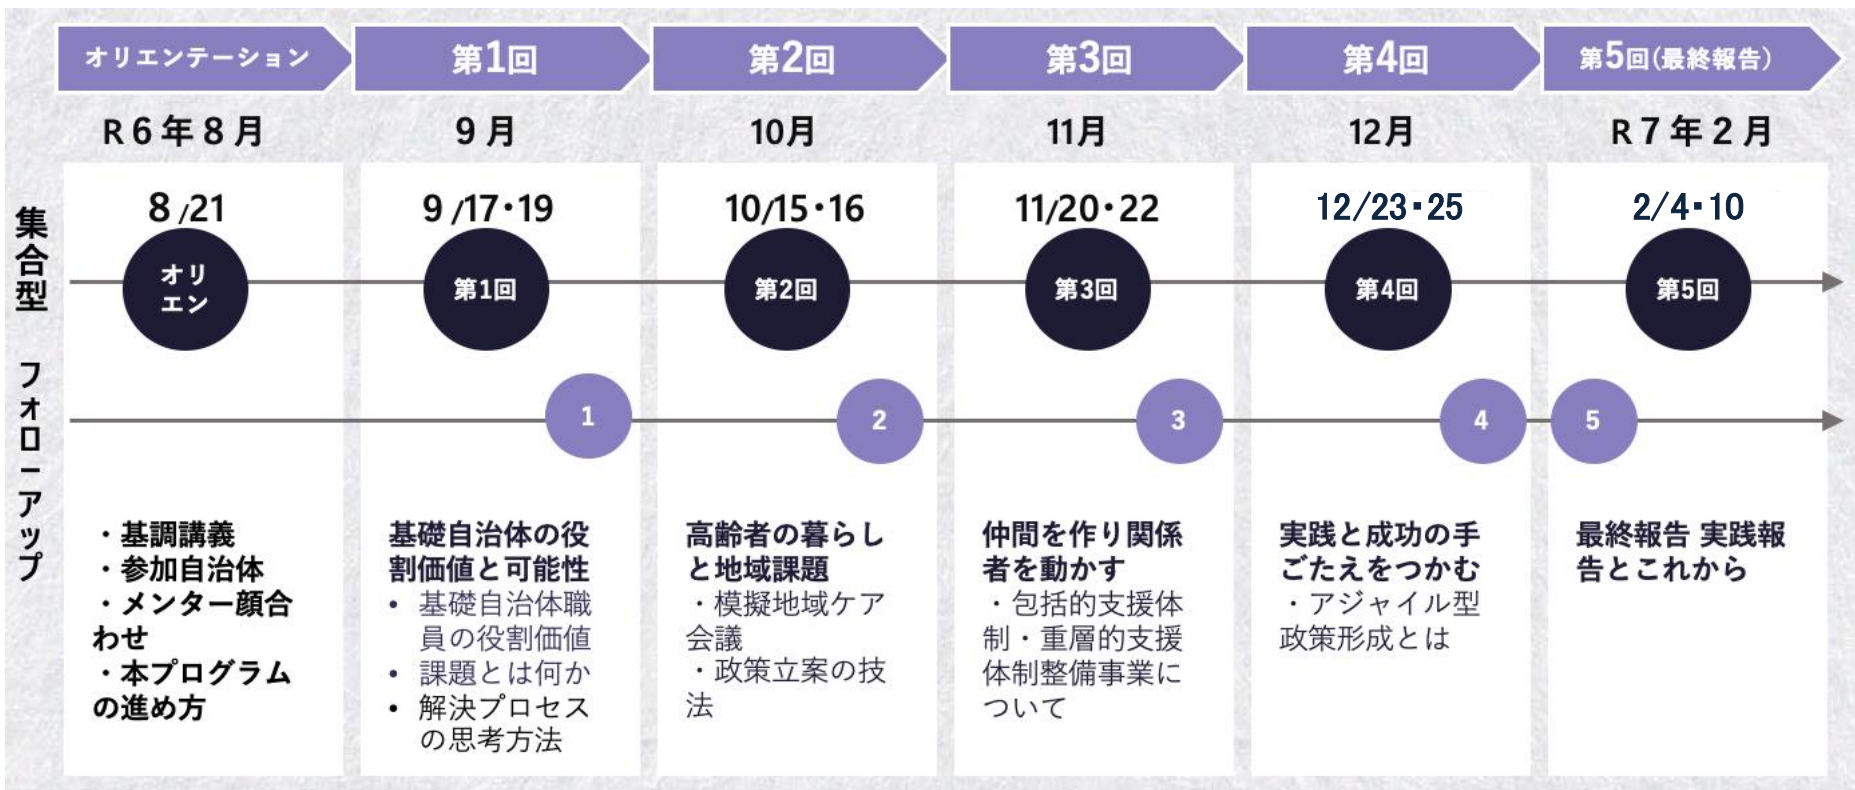 オリエンテーション
第1回
第2回
第3回
第4回
第5回(最終報告)
R6年8月
9月
10月
11月
12月
R7年2月
集合型
8/21
9/17・19
10/15・16
11/20・22
12/23・25
2/4・10
オリ
エン
第1回
第2回
第3回
第4回
第5回
フォローアップ
1
2
3
4
5
・基調講義
・参加自治体
・メンター顔合
わせ
・本プログラム
の進め方
基礎自治体の役
割価値と可能性
• 基礎自治体職
員の役割価値
• 課題とは何か
• 解決プロセス
の思考方法
高齢者の暮らし
と地域課題
・模擬地域ケア
会議
・政策立案の技
法
仲間を作り関係
者を動かす
・包括的支援体
制・重層的支援
体制整備事業に
ついて
実践と成功の手
ごたえをつかむ
・アジャイル型
政策形成とは
最終報告 実践報
告とこれから